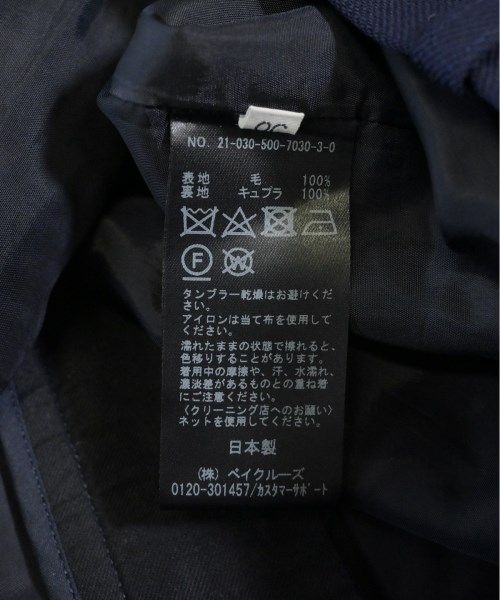 NO. 21-030-500-7030-3-0
表地 毛 100%
裏地 キュプラ 100%
F W
タンブラー乾燥はお避けくだ
さい。
アイロンは当て布を使用して
ください。
濡れたままの状態で擦れると、
色移りすることがあります。
着用中の摩擦や、汗、水濡れ、
濃淡差があるものとの重ね着
にご注意ください。
〈クリーニング店へのお願い〉
ネットを使用してください。
日本製
(株) ベイクルーズ
0120-301457/カスタマーサポート